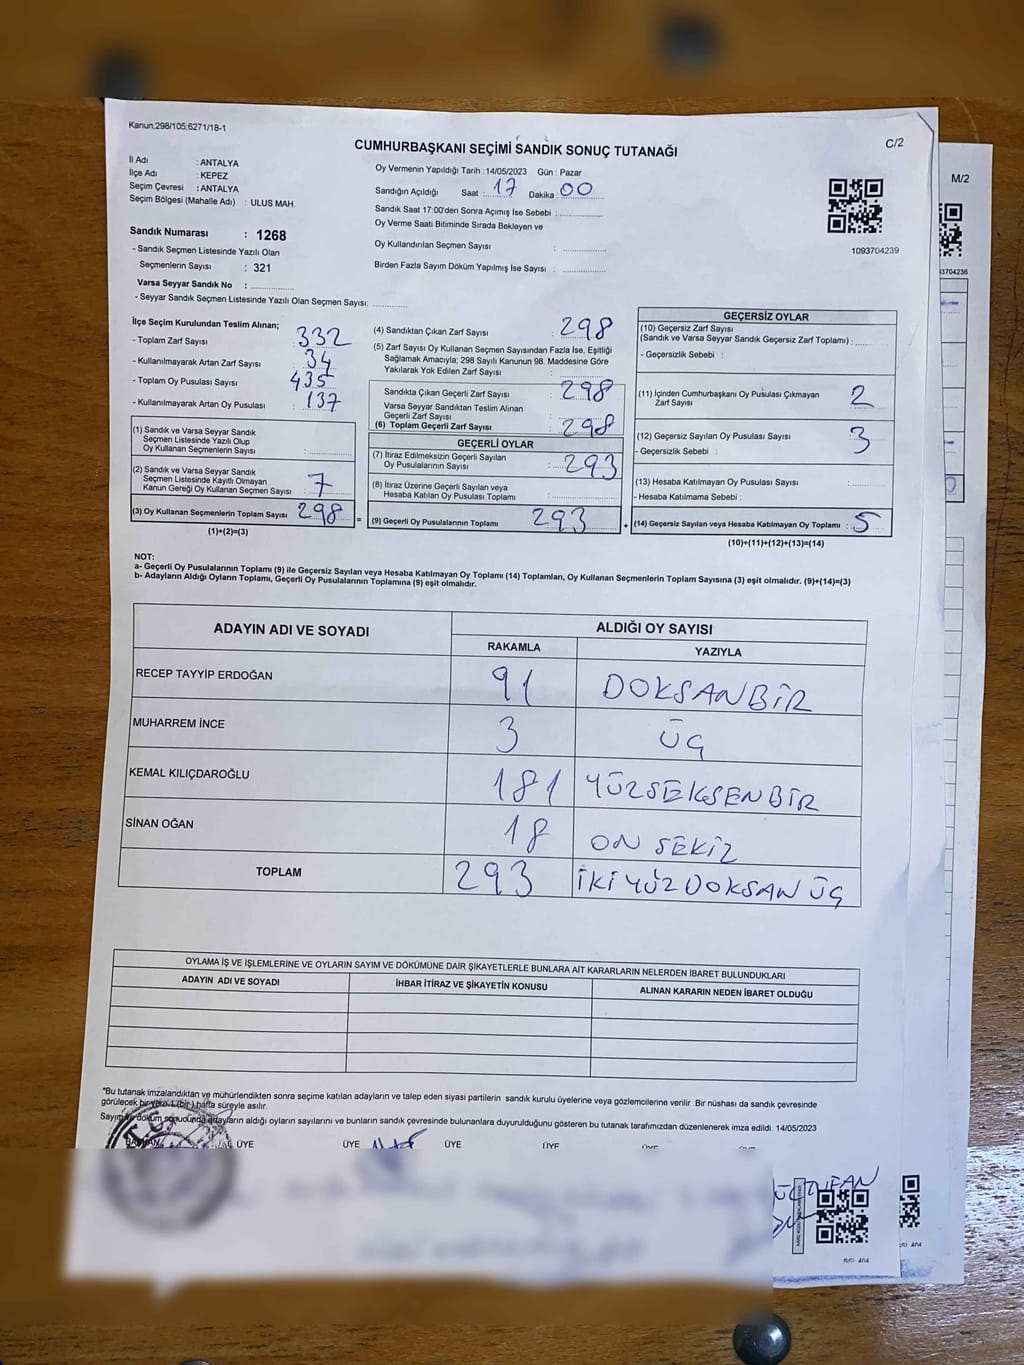 Kanun;298/105;6271/18-1
C/2
CUMHURBAŞKANI SEÇİMİ SANDIK SONUÇ TUTANAĞI
İl Adı : ANTALYA
İlçe Adı : KEPEZ
Seçim Çevresi : ANTALYA
Seçim Bölgesi (Mahalle Adı) : ULUS MAH.
Sandık Numarası : 1268
- Sandık Seçmen Listesinde Yazılı Olan
Seçmenlerin Sayısı : 321
Varsa Seyyar Sandık No :
- Seyyar Sandık Seçmen Listesinde Yazılı Olan Seçmen Sayısı:
Oy Vermenin Yapıldığı Tarih : 14/05/2023 Gün : Pazar
Sandığın Açıldığı Saat : 17 Dakika : 00
Sandık Saat 17:00'den Sonra Açımış İse Sebebi :
Oy Verme Saati Bitiminde Sırada Bekleyen ve
Oy Kullandırılan Seçmen Sayısı :
Birden Fazla Sayım Döküm Yapılmış İse Sayısı :
1093704239
M/2
İlçe Seçim Kurulundan Teslim Alınan;
- Toplam Zarf Sayısı : 332
- Kullanılmayarak Artan Zarf Sayısı : 34
- Toplam Oy Pusulası Sayısı : 435
- Kullanılmayarak Artan Oy Pusulası : 137
(1) Sandık ve Varsa Seyyar Sandık
Seçmen Listesinde Yazılı Olup
Oy Kullanan Seçmenlerin Sayısı :
(2) Sandık ve Varsa Seyyar Sandık
Seçmen Listesinde Kayıtlı Olmayan
Kanun Gereği Oy Kullanan Seçmen Sayısı : 7
(3) Oy Kullanan Seçmenlerin Toplam Sayısı : 298
(1)+(2)=(3)
(4) Sandıktan Çıkan Zarf Sayısı : 298
(5) Zarf Sayısı Oy Kullanan Seçmen Sayısından Fazla İse, Eşitliği
Sağlamak Amacıyla; 298 Sayılı Kanunun 98. Maddesine Göre
Yakılarak Yok Edilen Zarf Sayısı :
Sandıkta Çıkan Geçerli Zarf Sayısı : 298
Varsa Seyyar Sandıktan Teslim Alınan
Geçerli Zarf Sayısı :
(6) Toplam Geçerli Zarf Sayısı : 298
GEÇERLİ OYLAR
(7) İtiraz Edilmeksizin Geçerli Sayılan
Oy Pusulalarının Sayısı : 293
(8) İtiraz Üzerine Geçerli Sayılan veya
Hesaba Katılan Oy Pusulası Toplamı :
= (9) Geçerli Oy Pusulalarının Toplamı : 293 +
GEÇERSİZ OYLAR
(10) Geçersiz Zarf Sayısı
(Sandık ve Varsa Seyyar Sandık Geçersiz Zarf Toplamı) :
- Geçersizlik Sebebi :
(11) İçinden Cumhurbaşkanı Oy Pusulası Çıkmayan
Zarf Sayısı : 2
(12) Geçersiz Sayılan Oy Pusulası Sayısı : 3
- Geçersizlik Sebebi :
(13) Hesaba Katılmayan Oy Pusulası Sayısı :
- Hesaba Katılmama Sebebi :
(14) Geçersiz Sayılan veya Hesaba Katılmayan Oy Toplamı : 5
(10)+(11)+(12)+(13)=(14)
NOT:
a- Geçerli Oy Pusulalarının Toplamı (9) ile Geçersiz Sayılan veya Hesaba Katılmayan Oy Toplamı (14) Toplamları, Oy Kullanan Seçmenlerin Toplam Sayısına (3) eşit olmalıdır. (9)+(14)=(3)
b- Adayların Aldığı Oyların Toplamı, Geçerli Oy Pusulalarının Toplamına (9) eşit olmalıdır.
ADAYIN ADI VE SOYADI ALDIĞI OY SAYISI
RAKAMLA YAZIYLA
RECEP TAYYİP ERDOĞAN 91 DOKSANBİR
MUHARREM İNCE 3 ÜÇ
KEMAL KILIÇDAROĞLU 181 YÜZSEKSENBİR
SİNAN OĞAN 18 ON SEKİZ
TOPLAM 293 İKİYÜZDOKSAN ÜÇ
OYLAMA İŞ VE İŞLEMLERİNE VE OYLARIN SAYIM VE DÖKÜMÜNE DAİR ŞİKAYETLERLE BUNLARA AİT KARARLARIN NELERDEN İBARET BULUNDUKLARI
ADAYIN ADI VE SOYADI İHBAR İTİRAZ VE ŞİKAYETİN KONUSU ALINAN KARARIN NEDEN İBARET OLDUĞU
*Bu tutanak imzalandıktan ve mühürlendikten sonra seçime katılan adayların ve talep eden siyasi partilerin sandık kurulu üyelerine veya gözlemcilerine verilir. Bir nüshası da sandık çevresinde
görülecek bir yere 1 (bir) hafta süreyle asılır.
Sayım ve döküm sonucunda adayların aldığı oyların sayılarını ve bunların sandık çevresinde bulunanlara duyurulduğunu gösteren bu tutanak tarafımızdan düzenlenerek imza edildi. 14/05/2023
ÜYE ÜYE ÜYE ÜYE